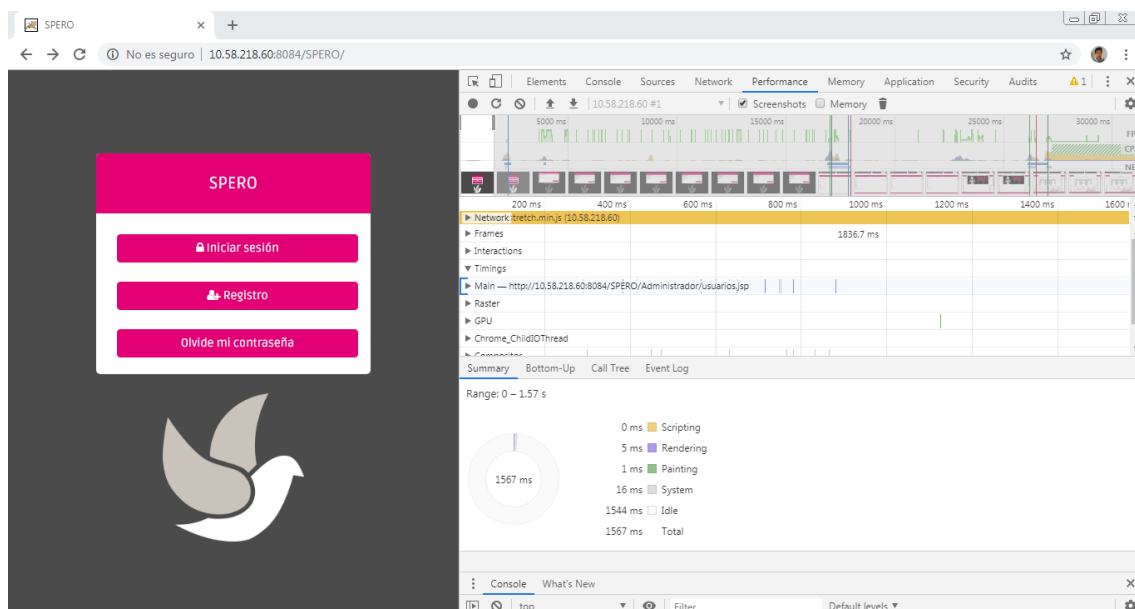 SPERO
No es seguro | 10.58.218.60:8084/SPERO/
SPERO
Iniciar sesión
Registro
Olvide mi contraseña
Elements Console Sources Network Performance Memory Application Security Audits 1
10.58.218.60 #1 Screenshots Memory
5000 ms 10000 ms 15000 ms 20000 ms 25000 ms 30000 ms
FP
CP
NE
200 ms 400 ms 600 ms 800 ms 1000 ms 1200 ms 1400 ms 1600
Network tretch.min.js (10.58.218.60)
Frames 1836.7 ms
Interactions
Timings
Main — http://10.58.218.60:8084/SPERO/Administrador/usuarios.jsp
Raster
GPU
Chrome_ChildIOThread
Compositor
Summary Bottom-Up Call Tree Event Log
Range: 0 – 1.57 s
0 ms Scripting
5 ms Rendering
1 ms Painting
16 ms System
1544 ms Idle
1567 ms Total
1567 ms
Console What's New
top Filter Default levels